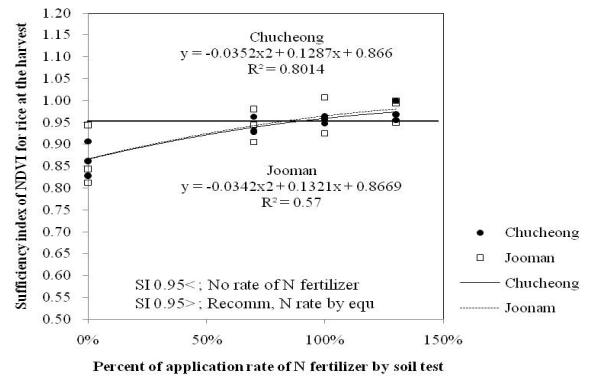 Sufficiency index of NDVI for rice at the harvest
1.20
1.15
1.10
1.05
1.00
0.95
0.90
0.85
0.80
0.75
0.70
0.65
0.60
0.55
0.50
Chucheong
y = -0.0352x2 + 0.1287x + 0.866
R² = 0.8014
Jooman
y = -0.0342x2 + 0.1321x + 0.8669
R² = 0.57
SI 0.95< ; No rate of N fertilizer
SI 0.95> ; Recomm, N rate by equ
Chucheong
Jooman
Chucheong
Joonam
0%
50%
100%
150%
Percent of application rate of N fertilizer by soil test